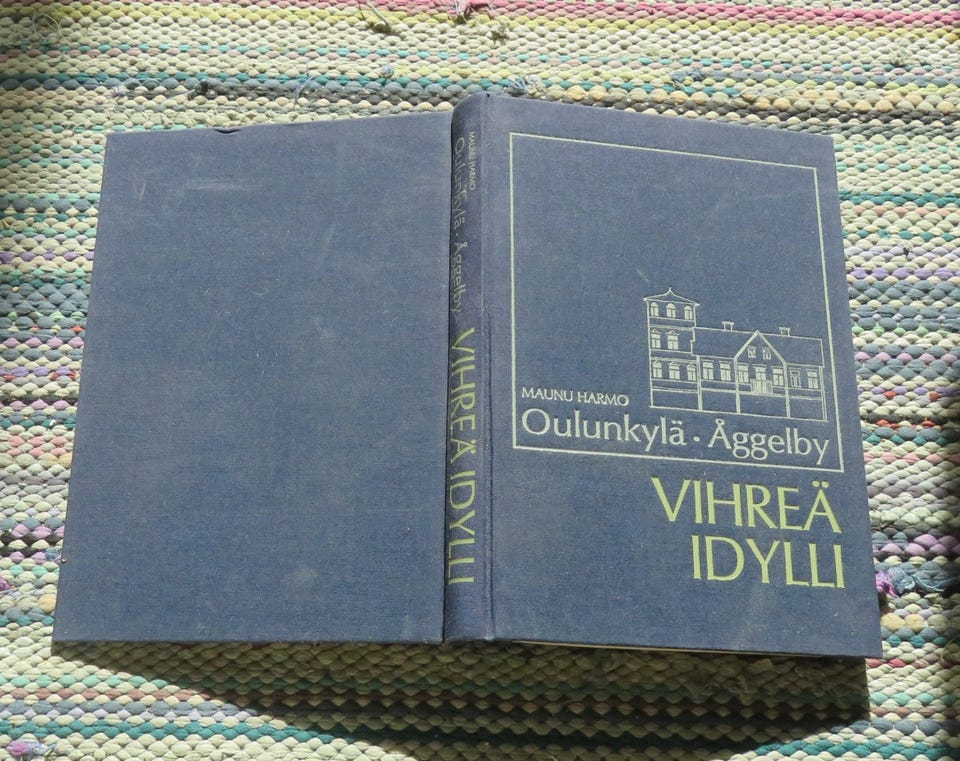 MAUNU HARMO
Oulunkylä · Åggelby
VIHREÄ IDYLLI
MAUNU HARMO
Oulunkylä · Åggelby
VIHREÄ
IDYLLI